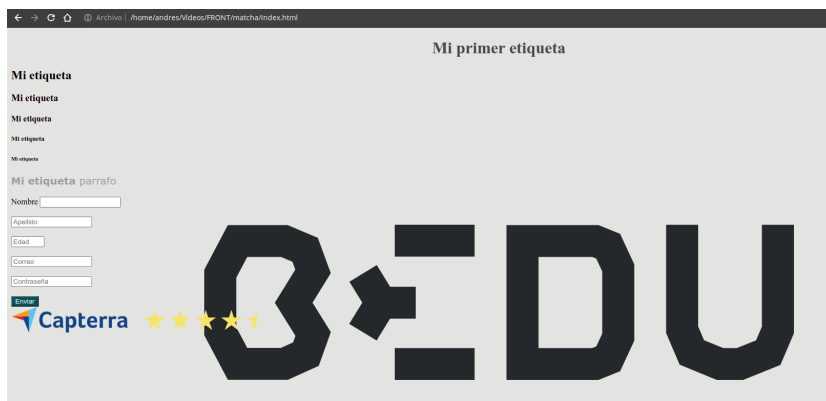 Archivo | /home/andres/Vídeos/FRONT/matcha/index.html
Mi primer etiqueta
Mi etiqueta
Mi etiqueta
Mi etiqueta
Mi etiqueta
Mi etiqueta
Mi etiqueta parrafo
Nombre
Apellido
Edad
Correo
Contraseña
Enviar
Capterra
BEDU